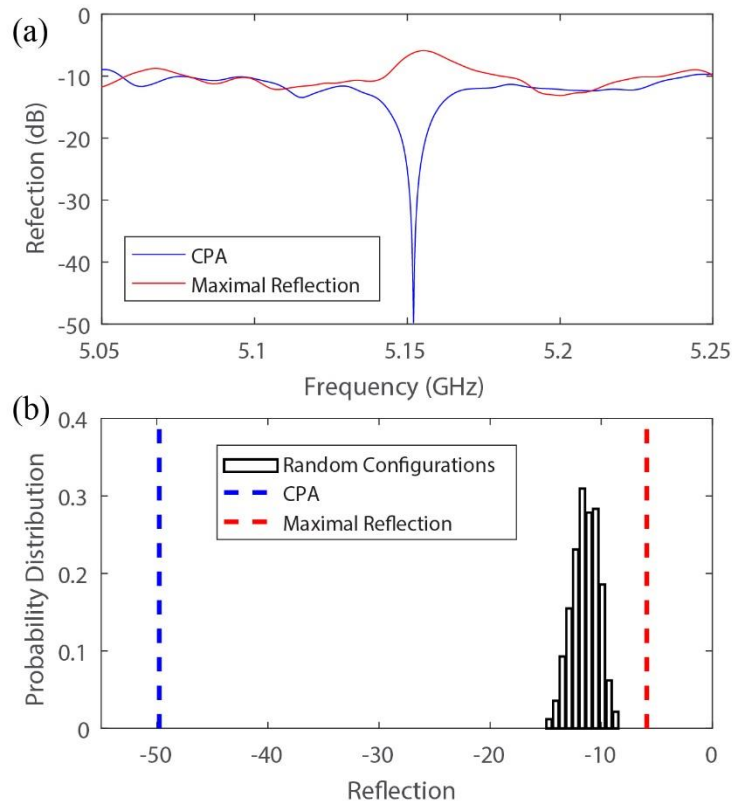 (a)
0
-10
-20
-30
-40
-50
Refection (dB)
CPA
Maximal Reflection
5.05
5.1
5.15
5.2
5.25
Frequency (GHz)
(b)
0.4
0.3
0.2
0.1
0
Probability Distribution
Random Configurations
CPA
Maximal Reflection
-50
-40
-30
-20
-10
0
Reflection